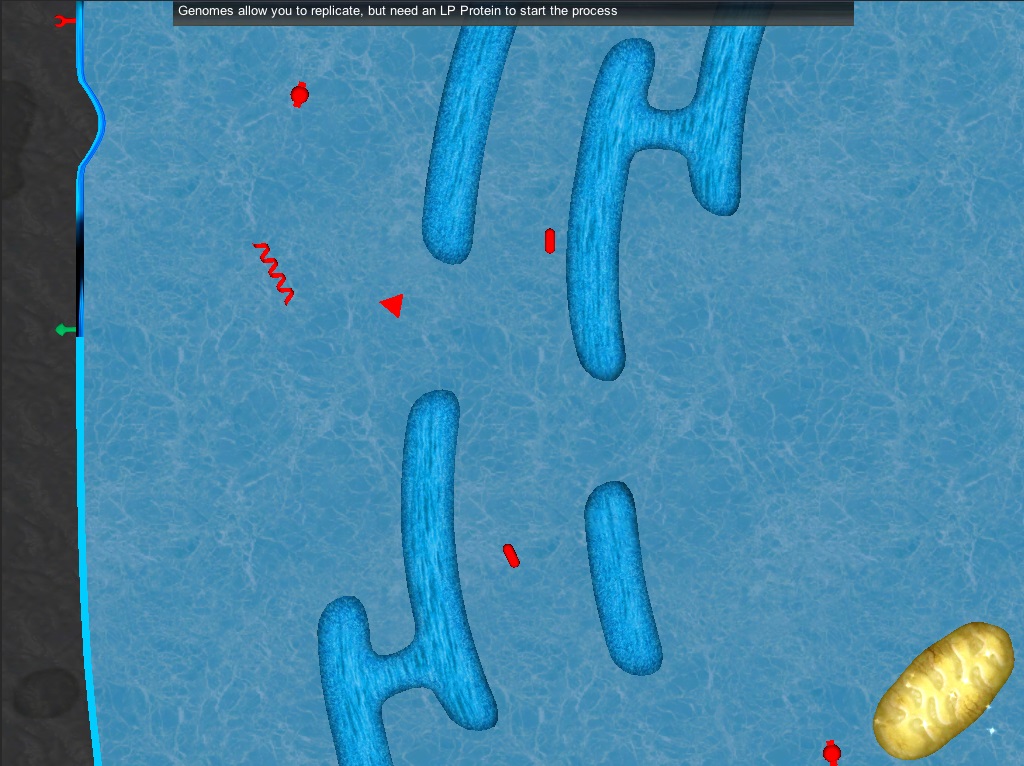 Genomes allow you to replicate, but need an LP Protein to start the process